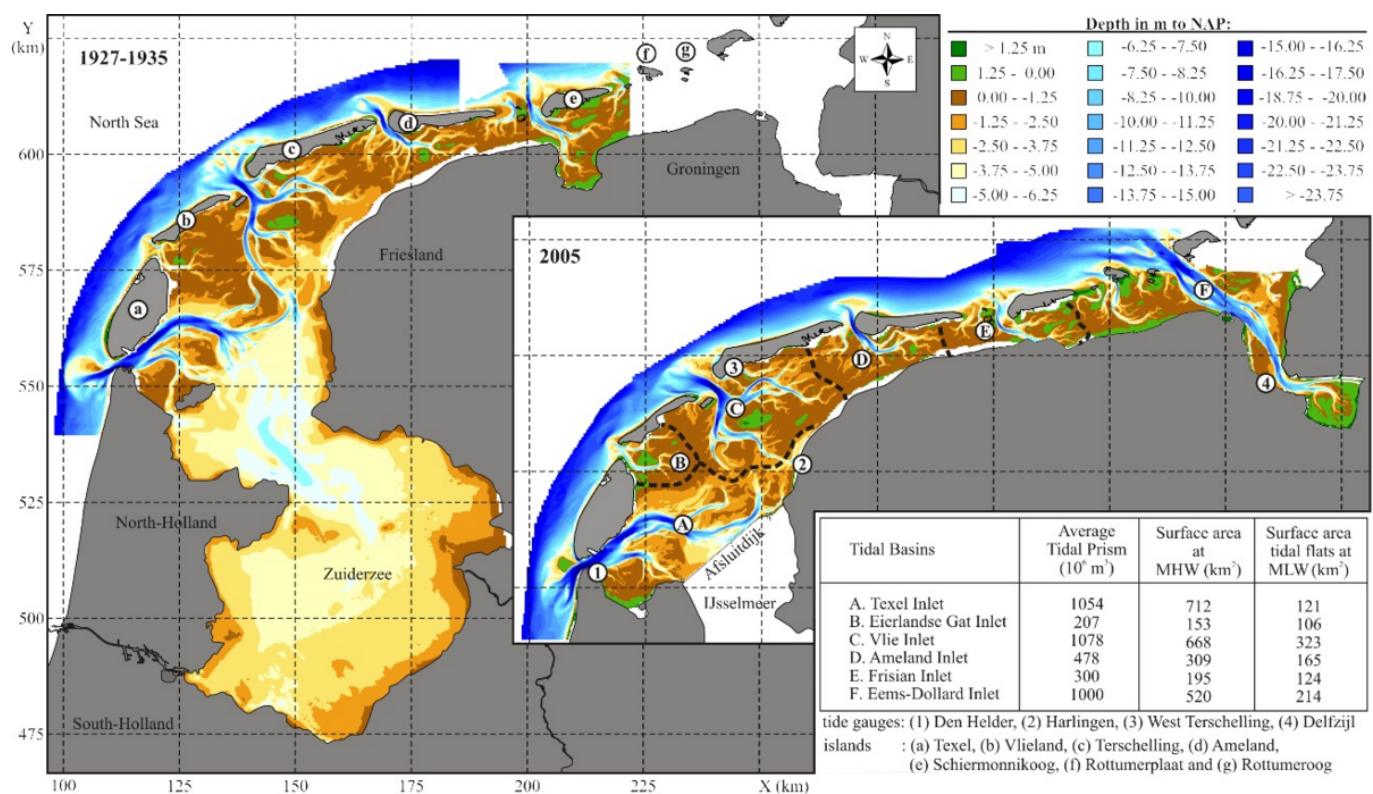 Y
(km)
1927-1935
North Sea
600
575
550
525
500
475
100
125
150
175
200
225
X (km)
a
b
c
d
e
f
g
N
W E
S
Groningen
Friesland
North-Holland
Zuiderzee
South-Holland
Depth in m to NAP:
> 1.25 m
1.25 - 0.00
0.00 - -1.25
-1.25 - -2.50
-2.50 - -3.75
-3.75 - -5.00
-5.00 - -6.25
-6.25 - -7.50
-7.50 - -8.25
-8.25 - -10.00
-10.00 - -11.25
-11.25 - -12.50
-12.50 - -13.75
-13.75 - -15.00
-15.00 - -16.25
-16.25 - -17.50
-18.75 - -20.00
-20.00 - -21.25
-21.25 - -22.50
-22.50 - -23.75
> -23.75
2005
A
B
C
D
E
F
1
2
3
4
Afsluitdijk
IJsselmeer
Tidal Basins
Average
Tidal Prism
(10⁶ m³)
Surface area
at
MHW (km²)
Surface area
tidal flats at
MLW (km²)
A. Texel Inlet 1054 712 121
B. Eierlandse Gat Inlet 207 153 106
C. Vlie Inlet 1078 668 323
D. Ameland Inlet 478 309 165
E. Frisian Inlet 300 195 124
F. Eems-Dollard Inlet 1000 520 214
tide gauges: (1) Den Helder, (2) Harlingen, (3) West Terschelling, (4) Delfzijl
islands : (a) Texel, (b) Vlieland, (c) Terschelling, (d) Ameland,
(e) Schiermonnikoog, (f) Rottumerplaat and (g) Rottumeroog